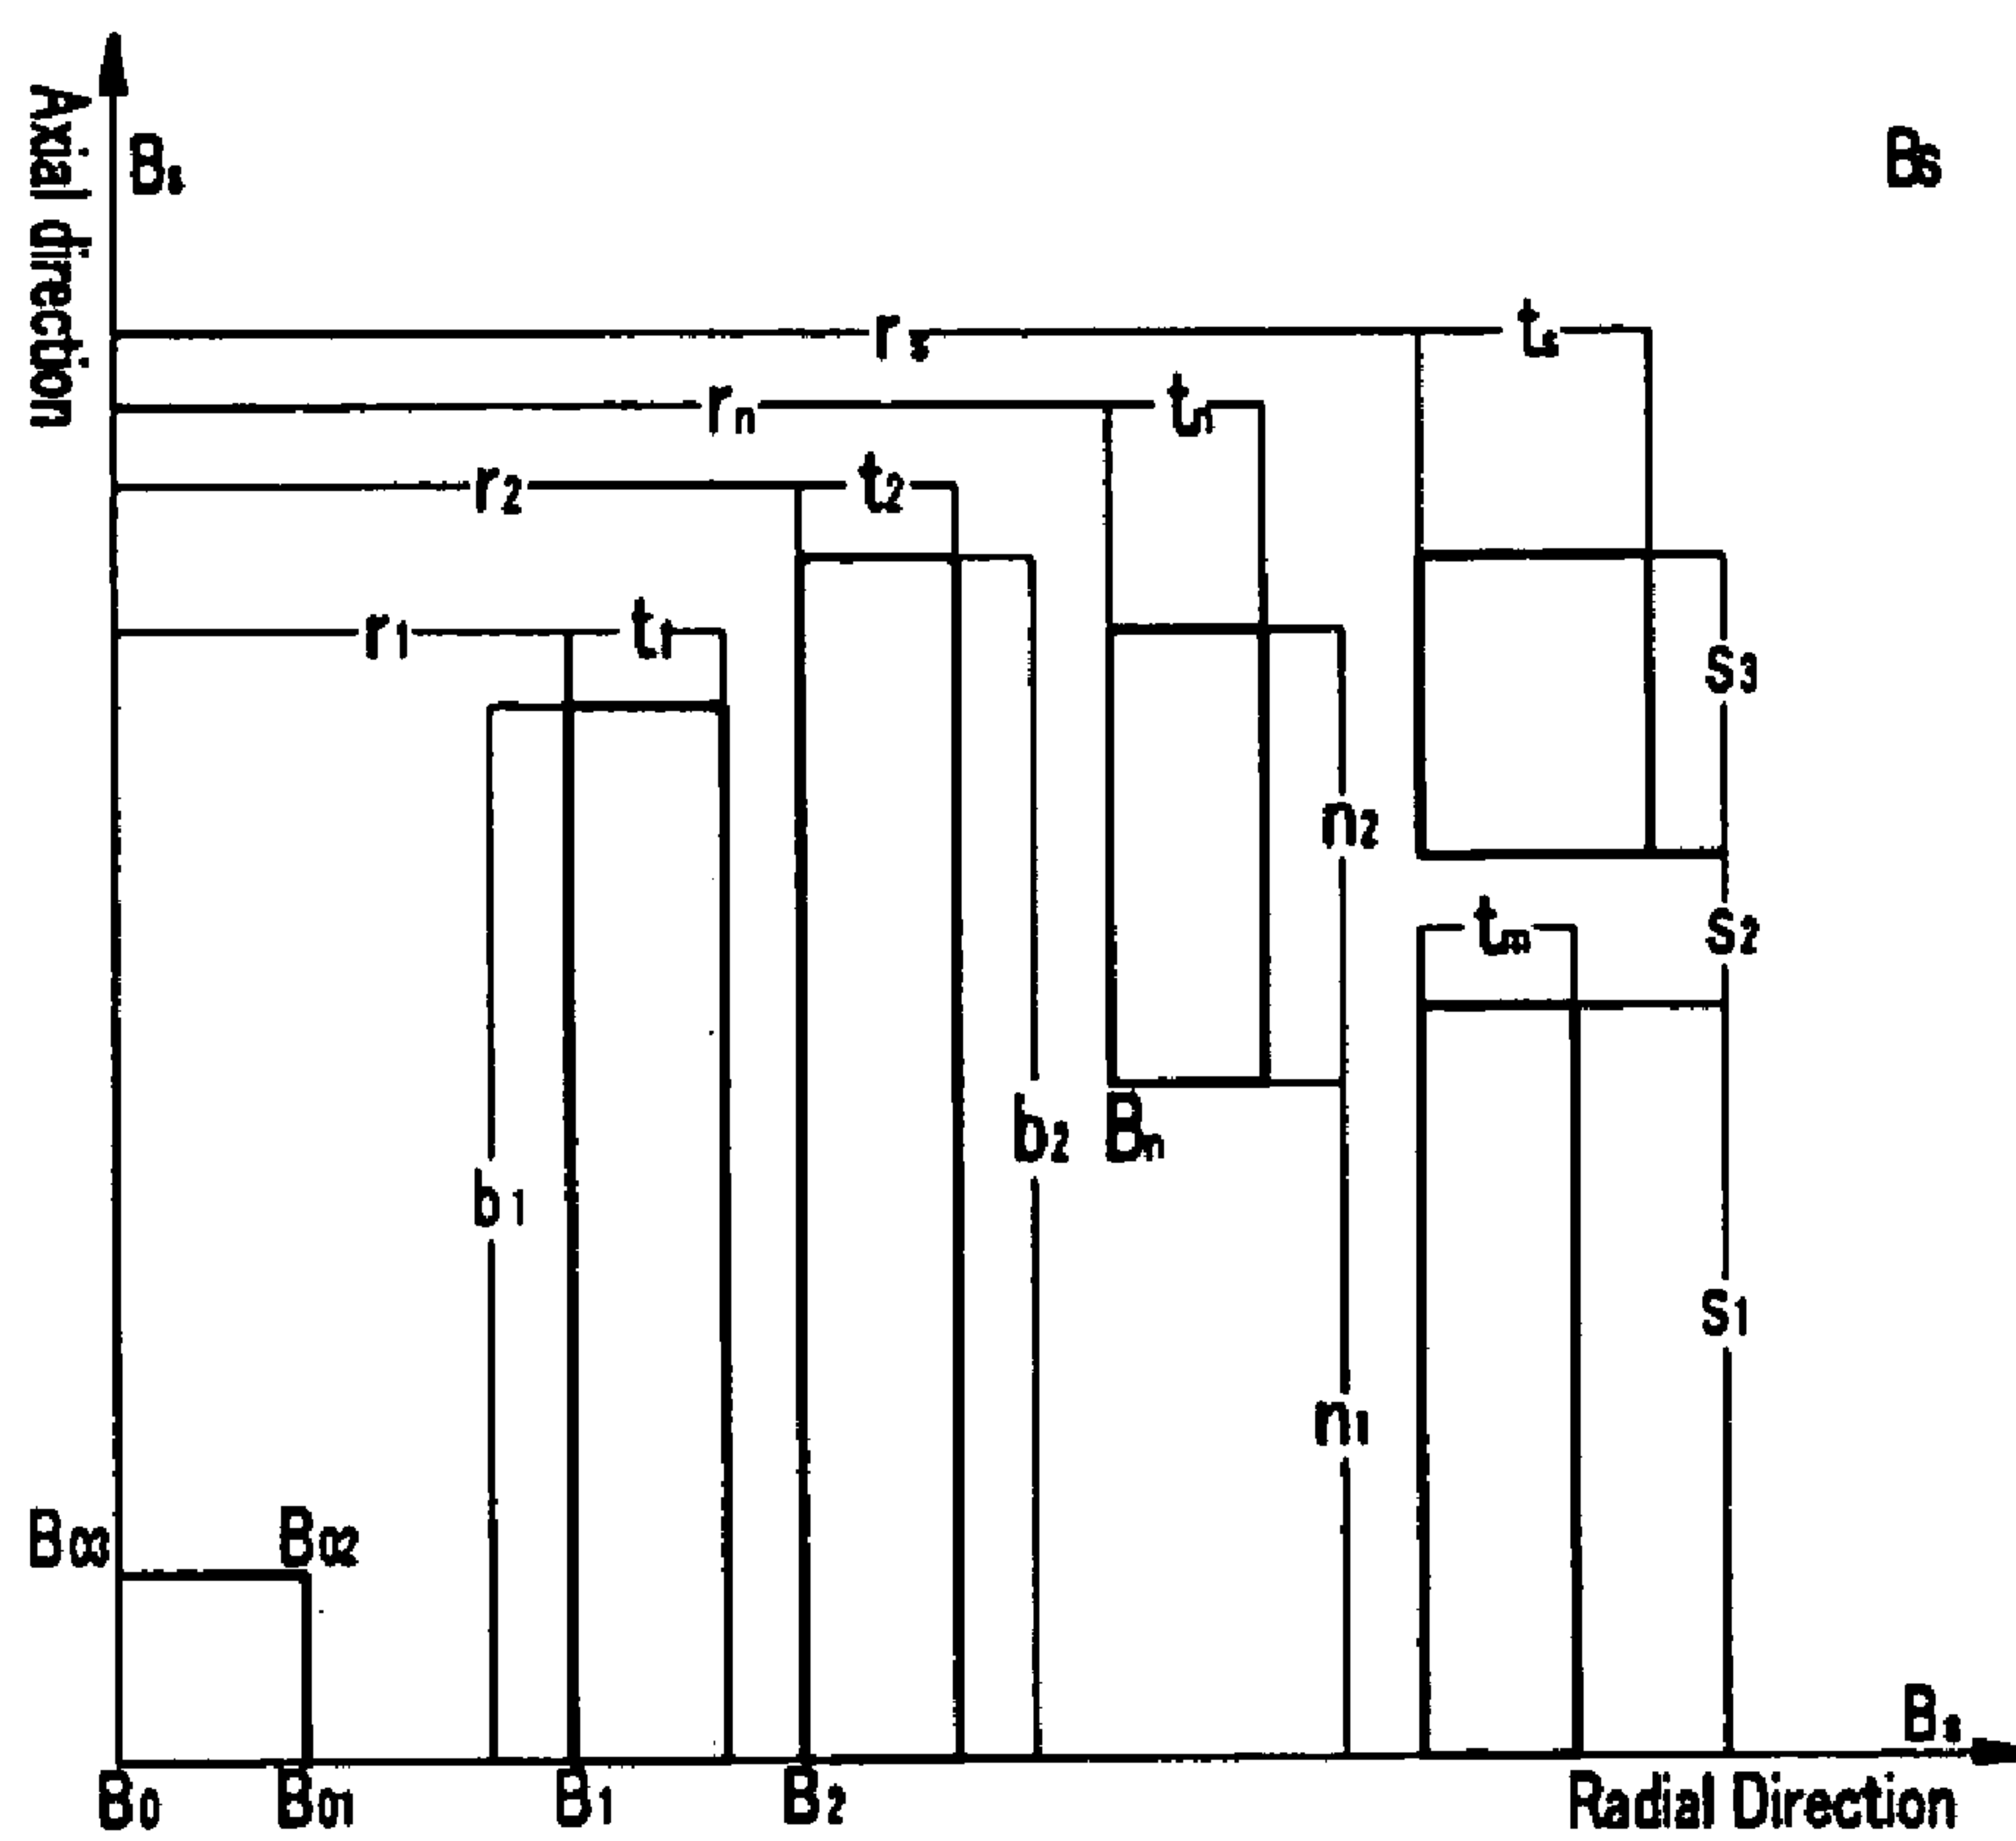 Axial direction
Bs
Bs
rs
ts
rn
tn
r2
t2
r1
t1
s3
n2
s2
tm
b2
Bn
b1
s1
n1
B03
B02
Bs
B0
B01
B1
B2
Radial Direction